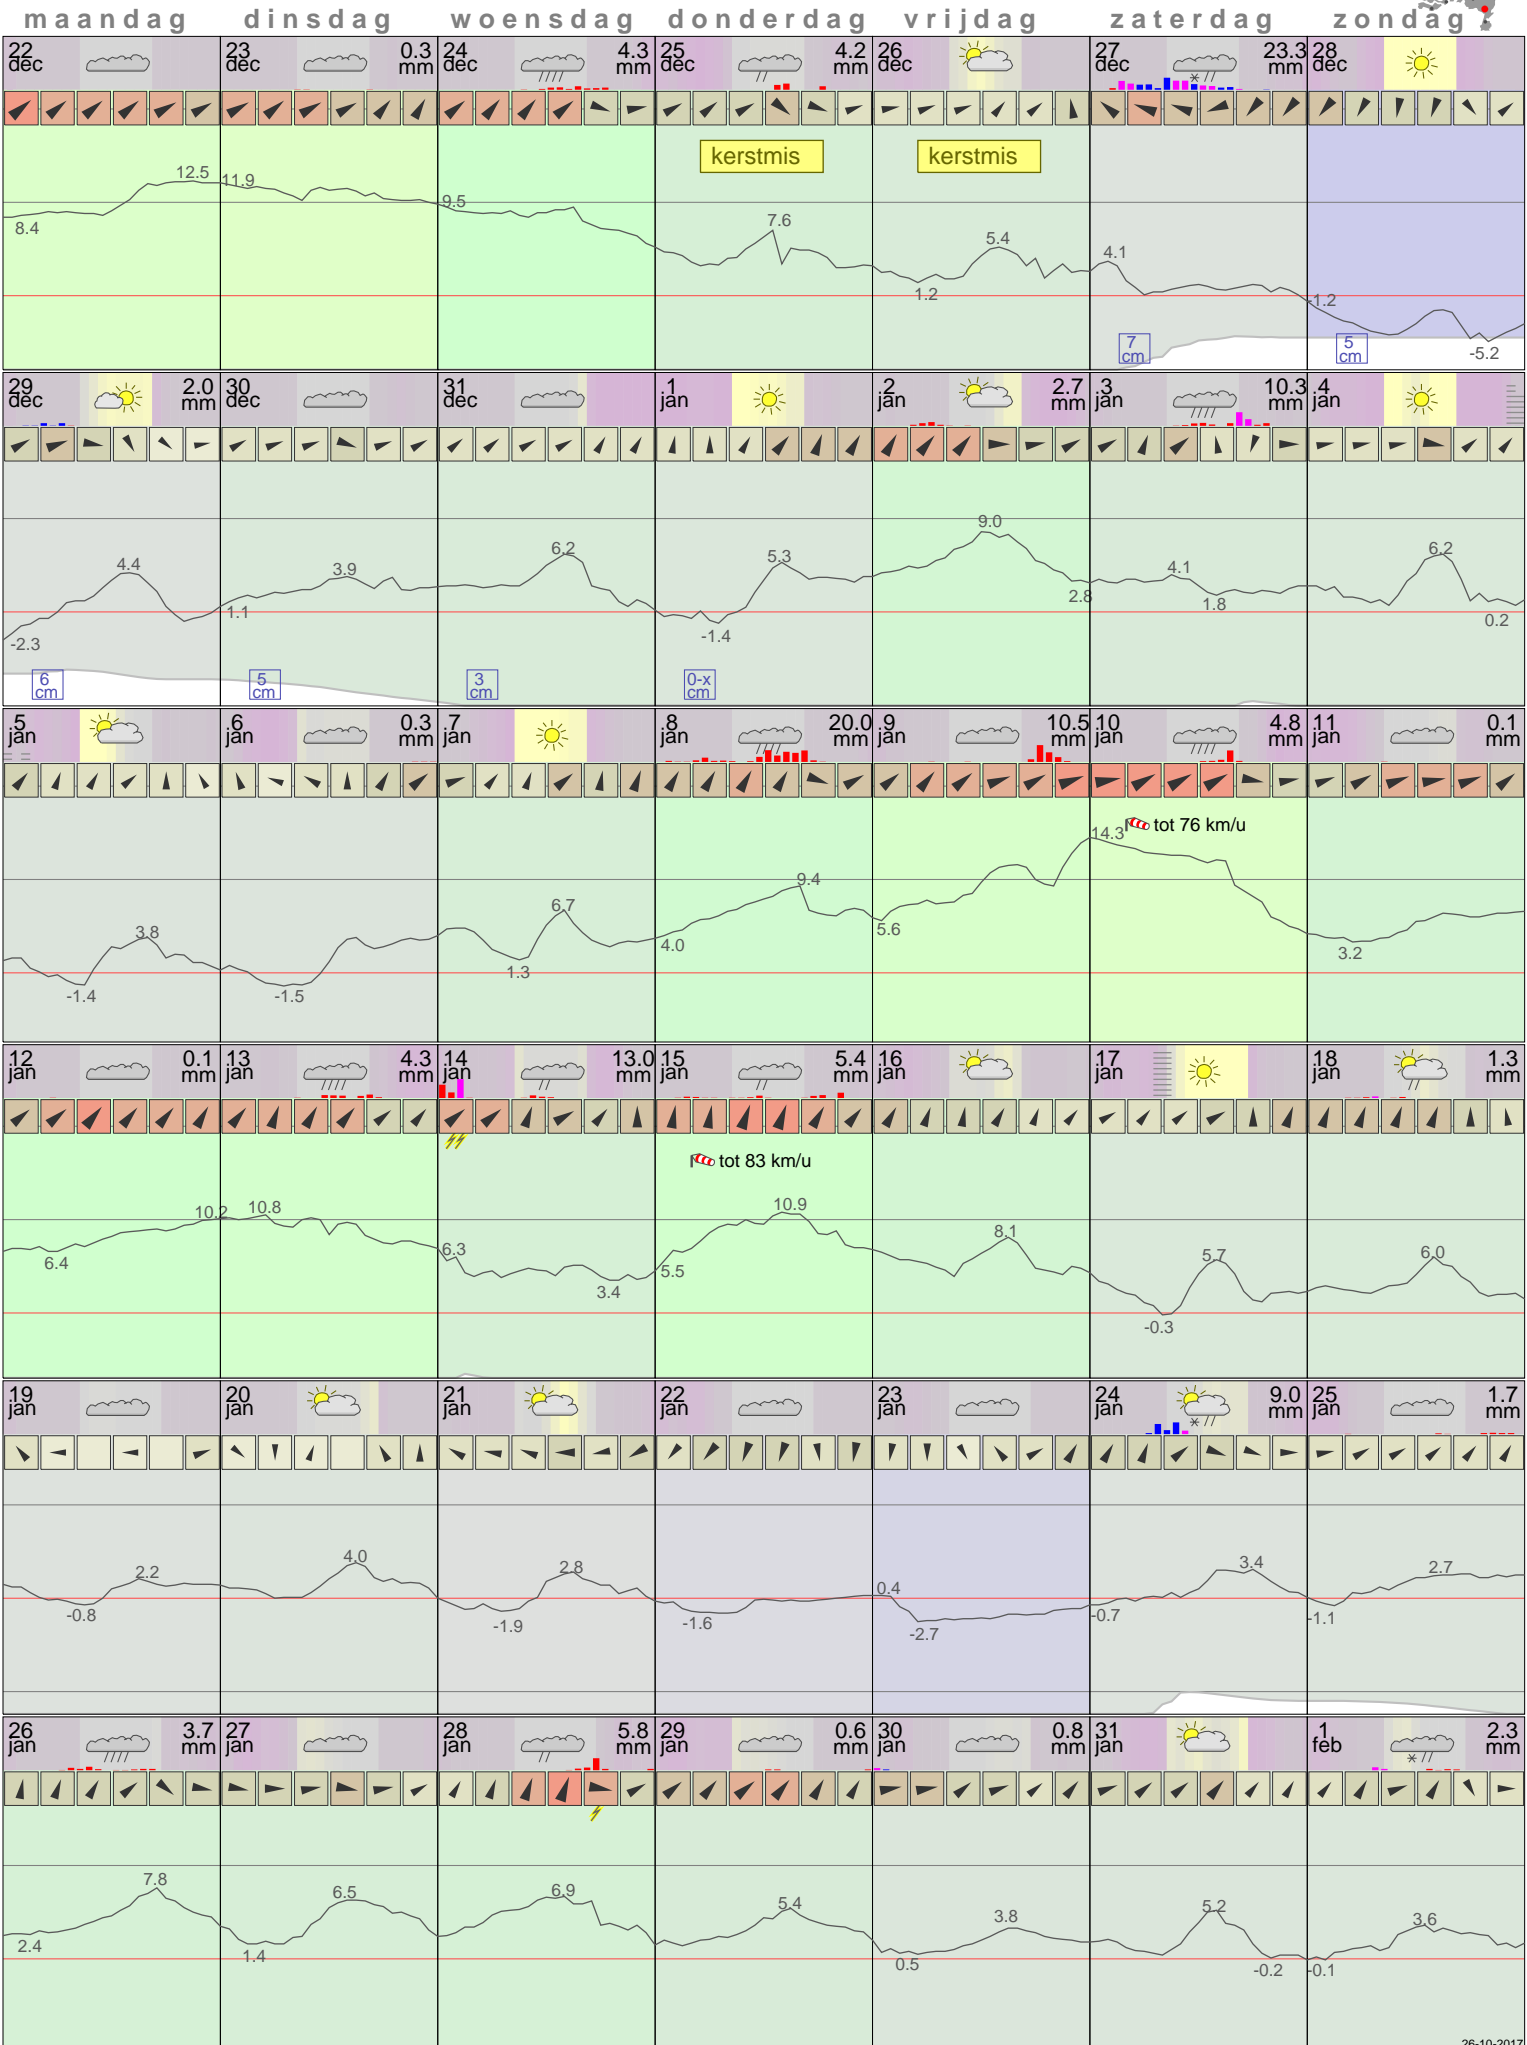 maandag dinsdag woensdag donderdag vrijdag zaterdag zondag
22 23 0.3 24 4.3 25 4.2 26 27 23.3 28
dec dec mm dec mm dec mm dec dec mm dec
kerstmis kerstmis
12.5 11.9
9.5
8.4 7.6
5.4 4.1
1.2 -1.2
7 5
cm cm
-5.2
29 2.0 30 31 1 2 2.7 3 10.3 4
dec mm dec dec jan jan mm jan mm jan
9.0
6.2 5.3 6.2
4.4 3.9 4.1
1.1 2.8 1.8
-2.3 -1.4 0.2
6 5 3 0-x
cm cm cm cm
5 6 0.3 7 8 20.0 9 10.5 10 4.8 11 0.1
jan jan mm jan jan mm jan mm jan mm jan mm
tot 76 km/u
14.3
9.4
6.7
3.8 4.0 5.6
1.3 3.2
-1.4 -1.5
12 0.1 13 4.3 14 13.0 15 5.4 16 17 18 1.3
jan mm jan mm jan mm jan mm jan jan jan mm
tot 83 km/u
10.2 10.8 10.9
6.4 6.3 8.1
5.5 5.7 6.0
3.4
-0.3
19 20 21 22 23 24 9.0 25 1.7
jan jan jan jan jan jan mm jan mm
2.2 4.0 2.8 0.4 3.4 2.7
-0.8 -1.9 -1.6 -2.7 -0.7 -1.1
26 3.7 27 28 5.8 29 0.6 30 0.8 31 1 2.3
jan mm jan jan mm jan mm jan mm jan feb mm
7.8 6.5 6.9 5.4 3.8 5.2 3.6
2.4 1.4 0.5 -0.2 -0.1
26-10-2017